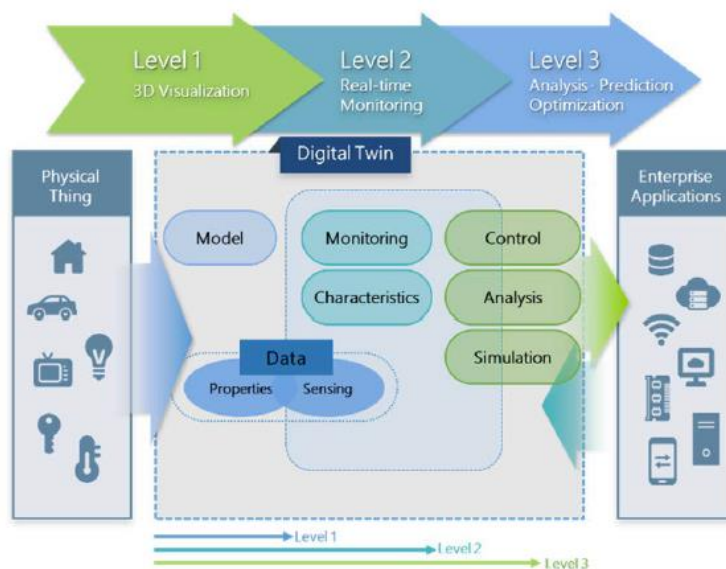 Level 1
3D Visualization
Level 2
Real-time
Monitoring
Level 3
Analysis · Prediction
Optimization
Digital Twin
Physical
Thing
Enterprise
Applications
Model
Monitoring
Control
Characteristics
Analysis
Data
Simulation
Properties
Sensing
Level 1
Level 2
Level 3